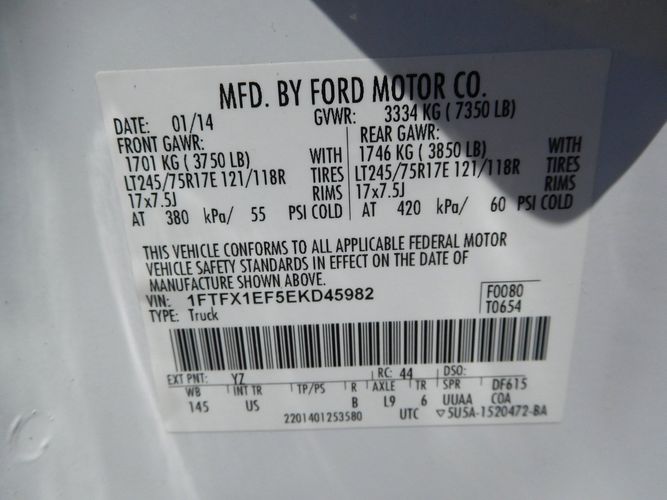 MFD. BY FORD MOTOR CO.
DATE: 01/14 GVWR: 3334 KG ( 7350 LB)
FRONT GAWR: REAR GAWR:
1701 KG ( 3750 LB) WITH 1746 KG ( 3850 LB) WITH
LT245/75R17E 121/118R TIRES LT245/75R17E 121/118R TIRES
17x7.5J RIMS 17x7.5J RIMS
AT 380 kPa/ 55 PSI COLD AT 420 kPa/ 60 PSI COLD
THIS VEHICLE CONFORMS TO ALL APPLICABLE FEDERAL MOTOR
VEHICLE SAFETY STANDARDS IN EFFECT ON THE DATE OF
MANUFACTURE SHOWN ABOVE.
VIN: 1FTFX1EF5EKD45982 F0080
TYPE: Truck T0654
EXT PNT: YZ RC: 44 DSO:
WB INT TR TP/PS R AXLE TR SPR DF615
145 US B L9 6 UUAA COA
2201401253580 UTC ▽5U5A-1520472-BA